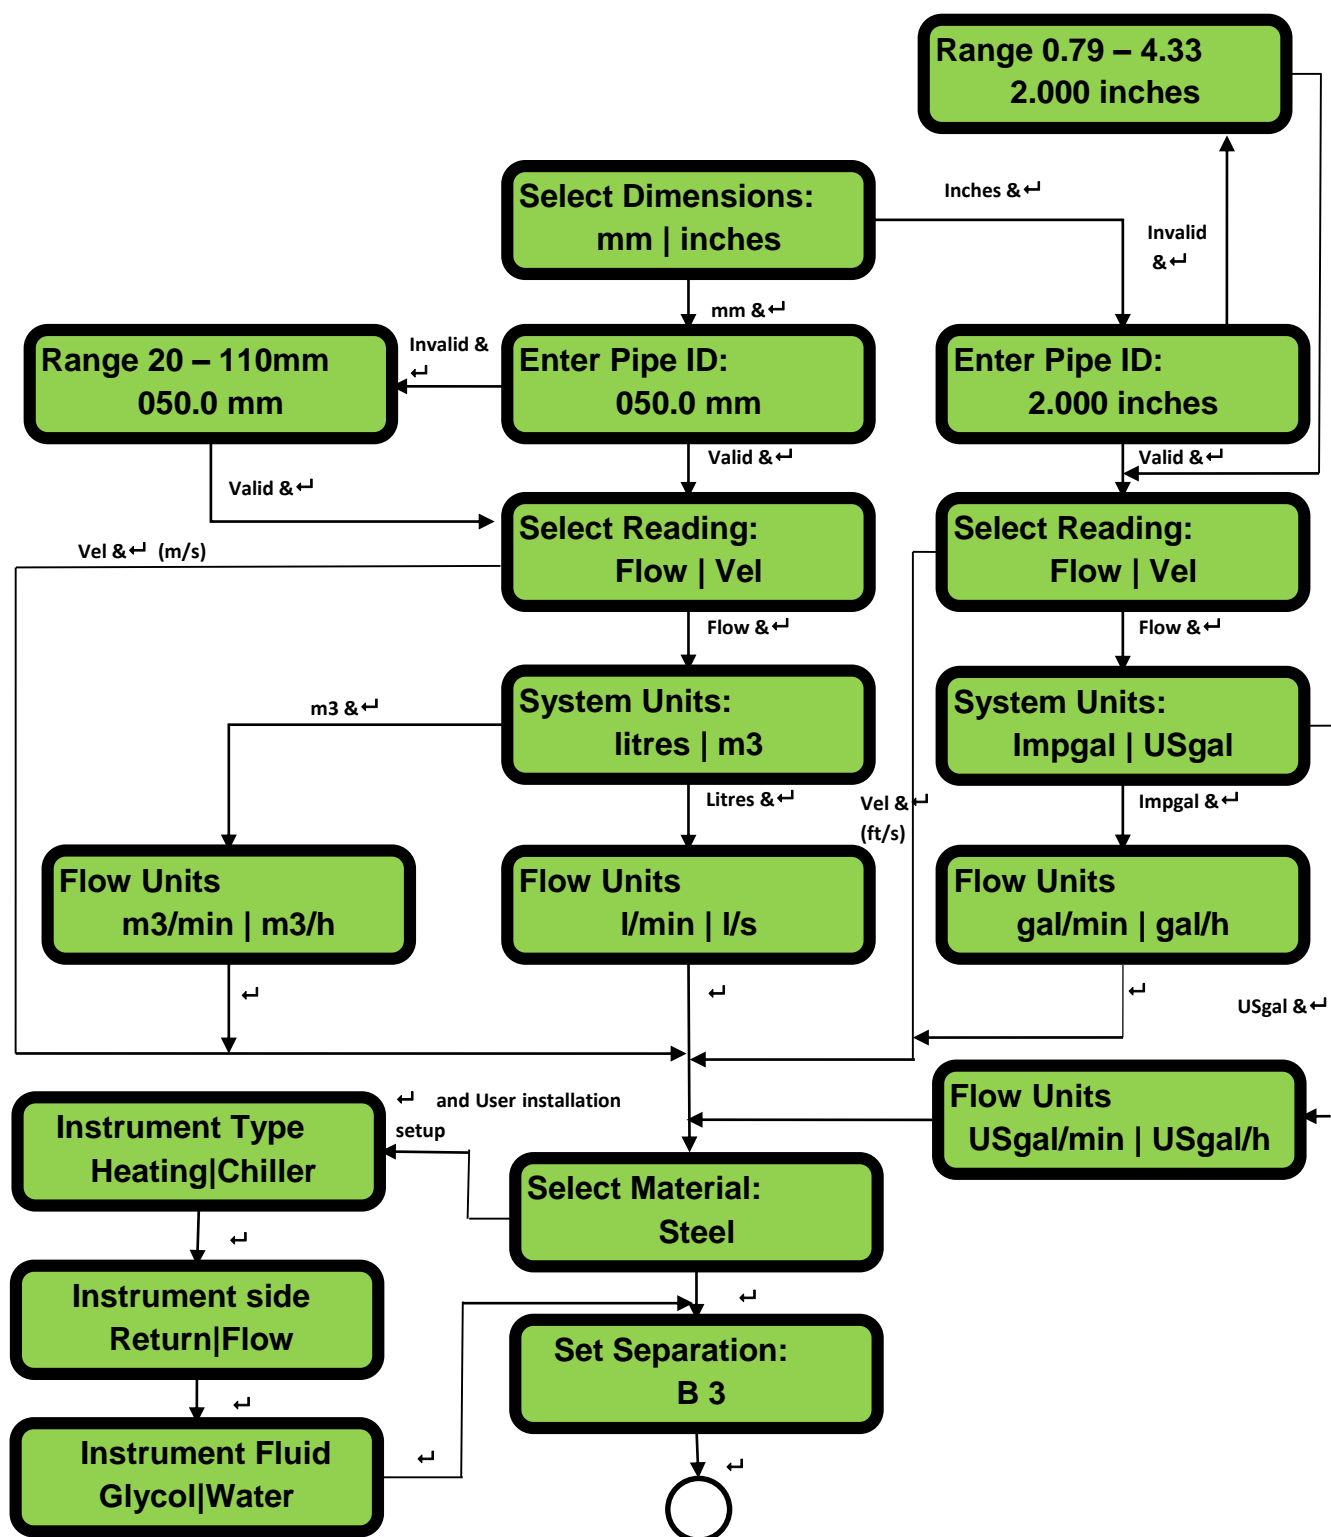 Range 0.79 – 4.33
2.000 inches
Select Dimensions:
mm | inches
Inches & ↵
Invalid
& ↵
mm & ↵
Range 20 – 110mm
050.0 mm
Invalid &
↵
Enter Pipe ID:
050.0 mm
Enter Pipe ID:
2.000 inches
Valid & ↵
Valid & ↵
Valid & ↵
Select Reading:
Flow | Vel
Select Reading:
Flow | Vel
Vel & ↵ (m/s)
Flow & ↵
Flow & ↵
m3 & ↵
System Units:
litres | m3
System Units:
Impgal | USgal
Litres & ↵
Vel & ↵
(ft/s)
Impgal & ↵
Flow Units
m3/min | m3/h
Flow Units
l/min | l/s
Flow Units
gal/min | gal/h
↵
↵
↵
USgal & ↵
Flow Units
USgal/min | USgal/h
↵ and User installation
setup
Instrument Type
Heating|Chiller
Select Material:
Steel
↵
↵
Instrument side
Return|Flow
Set Separation:
B 3
↵
Instrument Fluid
Glycol|Water
↵
↵